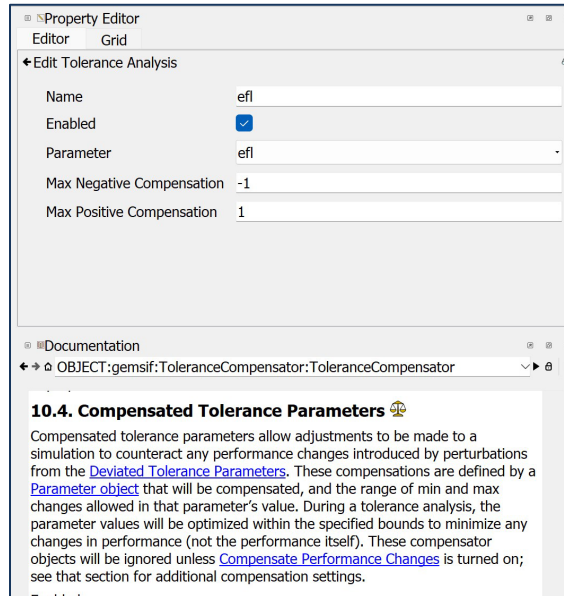 Property Editor
Editor Grid
Edit Tolerance Analysis
Name efl
Enabled
Parameter efl
Max Negative Compensation -1
Max Positive Compensation 1
Documentation
OBJECT:gemsif:ToleranceCompensator:ToleranceCompensator
10.4. Compensated Tolerance Parameters
Compensated tolerance parameters allow adjustments to be made to a
simulation to counteract any performance changes introduced by perturbations
from the Deviated Tolerance Parameters. These compensations are defined by a
Parameter object that will be compensated, and the range of min and max
changes allowed in that parameter's value. During a tolerance analysis, the
parameter values will be optimized within the specified bounds to minimize any
changes in performance (not the performance itself). These compensator
objects will be ignored unless Compensate Performance Changes is turned on;
see that section for additional compensation settings.